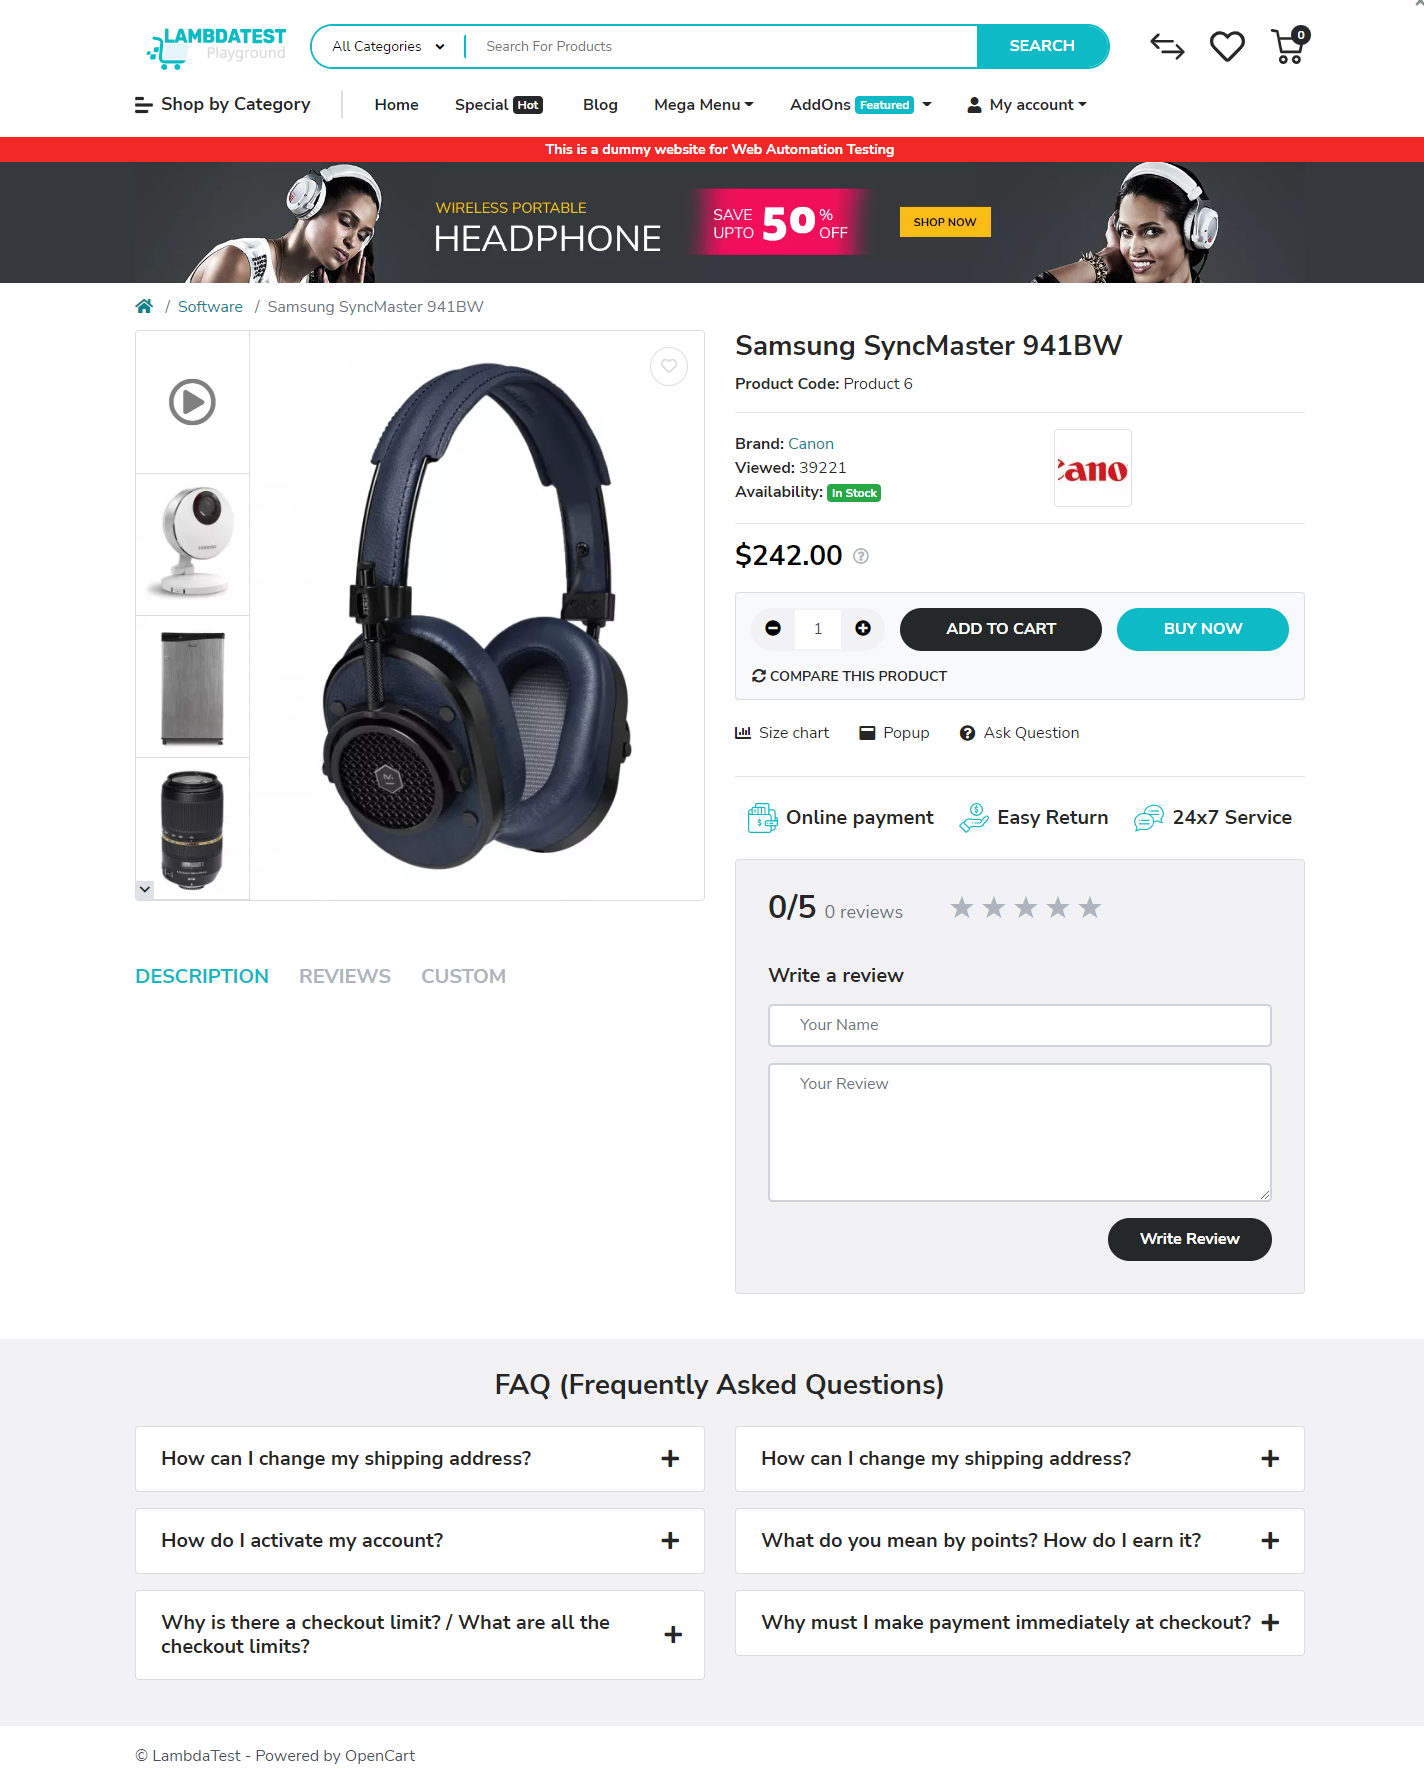 LAMBDATEST
Playground
All Categories
Search For Products
SEARCH
0
Shop by Category
Home
Special Hot
Blog
Mega Menu
AddOns Featured
My account
This is a dummy website for Web Automation Testing
WIRELESS PORTABLE
HEADPHONE
SAVE UPTO 50% OFF
SHOP NOW
/ Software / Samsung SyncMaster 941BW
Samsung SyncMaster 941BW
Product Code: Product 6
Brand: Canon
Viewed: 39221
Availability: In Stock
Cano
$242.00
1
ADD TO CART
BUY NOW
COMPARE THIS PRODUCT
Size chart
Popup
Ask Question
Online payment
Easy Return
24x7 Service
0/5 0 reviews
DESCRIPTION
REVIEWS
CUSTOM
Write a review
Your Name
Your Review
Write Review
FAQ (Frequently Asked Questions)
How can I change my shipping address?
How can I change my shipping address?
How do I activate my account?
What do you mean by points? How do I earn it?
Why is there a checkout limit? / What are all the
checkout limits?
Why must I make payment immediately at checkout?
© LambdaTest - Powered by OpenCart